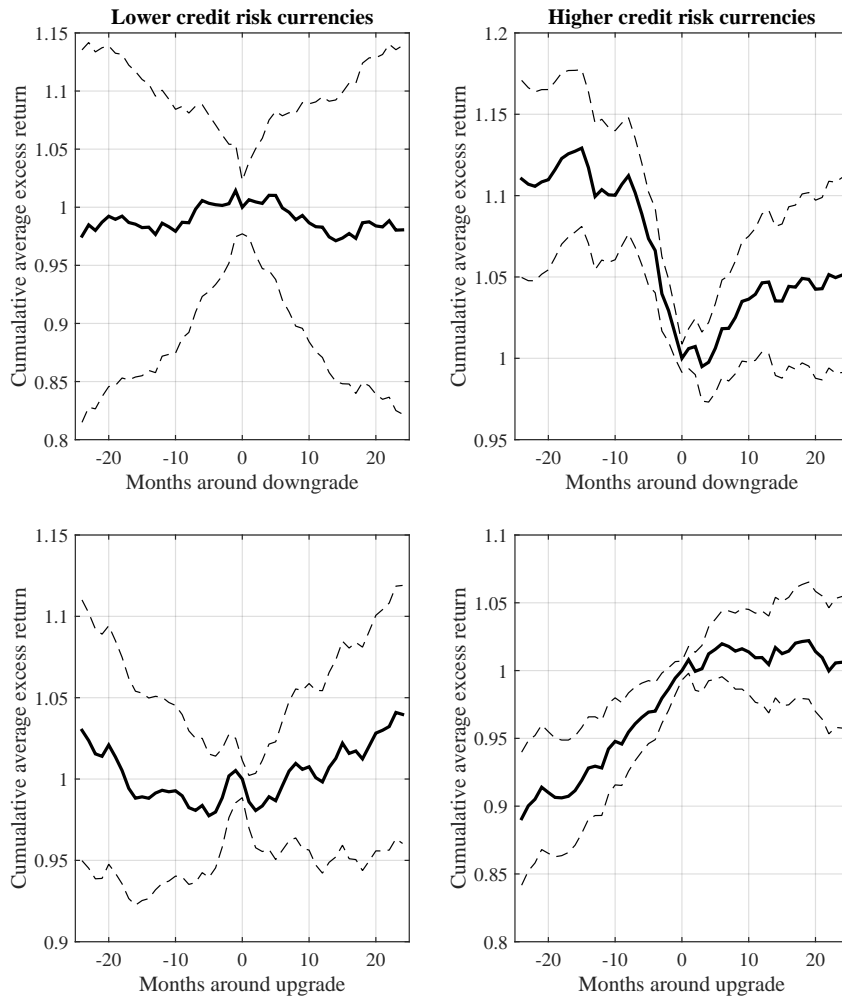 Lower credit risk currencies
Higher credit risk currencies
1.15
1.1
1.05
1
0.95
0.9
0.85
0.8
Cumualative average excess return
-20 -10 0 10 20
Months around downgrade
1.2
1.15
1.1
1.05
1
0.95
Cumualative average excess return
-20 -10 0 10 20
Months around downgrade
1.15
1.1
1.05
1
0.95
0.9
Cumualative average excess return
-20 -10 0 10 20
Months around upgrade
1.1
1.05
1
0.95
0.9
0.85
0.8
Cumualative average excess return
-20 -10 0 10 20
Months around upgrade